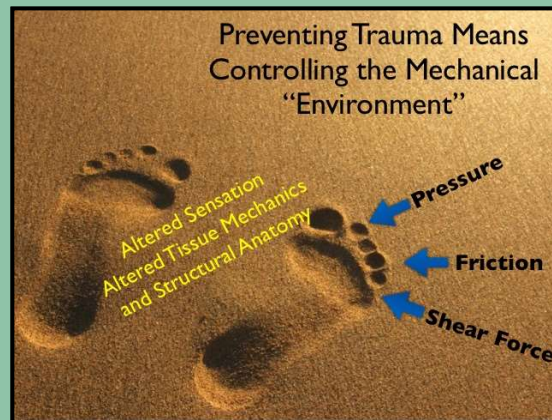 Preventing Trauma Means
Controlling the Mechanical
“Environment”
Altered Sensation
Altered Tissue Mechanics
and Structural Anatomy
Pressure
Friction
Shear Force